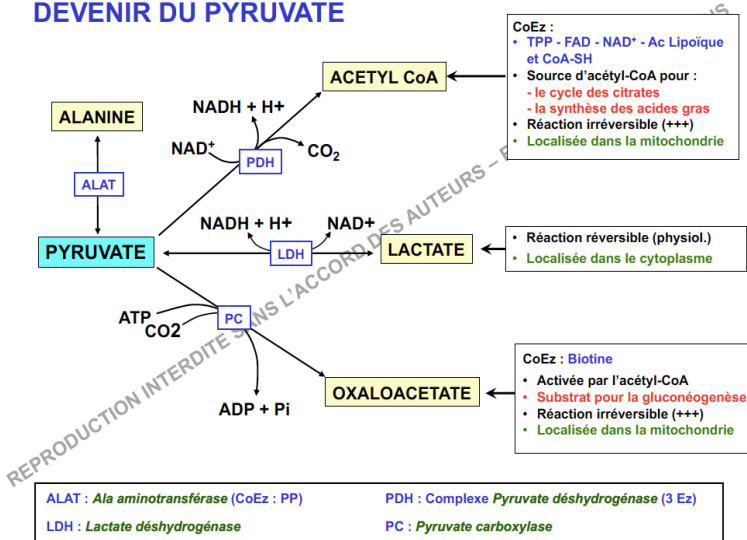 DEVENIR DU PYRUVATE
CoEz :
• TPP - FAD - NAD⁺ - Ac Lipoïque
et CoA-SH
• Source d'acétyl-CoA pour :
- le cycle des citrates
- la synthèse des acides gras
• Réaction irréversible (+++)
• Localisée dans la mitochondrie
ACETYL CoA
NADH + H+
ALANINE
NAD⁺
CO₂
PDH
ALAT
NADH + H+
NAD+
PYRUVATE
LDH
LACTATE
• Réaction réversible (physiol.)
• Localisée dans le cytoplasme
ATP
CO2
PC
ADP + Pi
OXALOACETATE
CoEz : Biotine
• Activée par l'acétyl-CoA
• Substrat pour la gluconéogenèse
• Réaction irréversible (+++)
• Localisée dans la mitochondrie
REPRODUCTION INTERDITE SANS L'ACCORD DES AUTEURS –
ALAT : Ala aminotransférase (CoEz : PP)
PDH : Complexe Pyruvate déshydrogénase (3 Ez)
LDH : Lactate déshydrogénase
PC : Pyruvate carboxylase